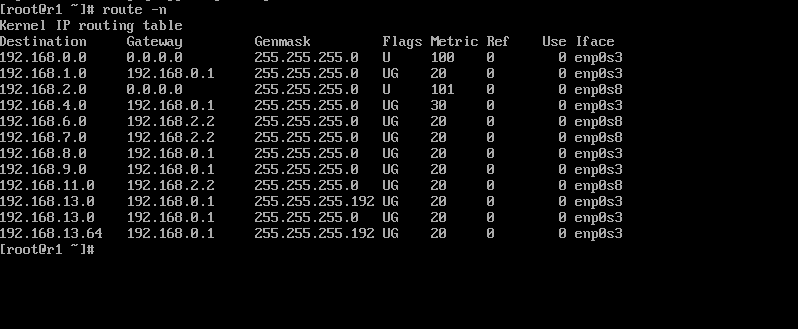 [root@r1 ~]# route -n
Kernel IP routing table
Destination     Gateway         Genmask         Flags Metric Ref    Use Iface
192.168.0.0     0.0.0.0         255.255.255.0   U     100    0        0 enp0s3
192.168.1.0     192.168.0.1     255.255.255.0   UG    20     0        0 enp0s3
192.168.2.0     0.0.0.0         255.255.255.0   U     101    0        0 enp0s8
192.168.4.0     192.168.0.1     255.255.255.0   UG    30     0        0 enp0s3
192.168.6.0     192.168.2.2     255.255.255.0   UG    20     0        0 enp0s8
192.168.7.0     192.168.2.2     255.255.255.0   UG    20     0        0 enp0s8
192.168.8.0     192.168.0.1     255.255.255.0   UG    20     0        0 enp0s3
192.168.9.0     192.168.0.1     255.255.255.0   UG    20     0        0 enp0s3
192.168.11.0    192.168.2.2     255.255.255.0   UG    20     0        0 enp0s8
192.168.13.0    192.168.0.1     255.255.255.192 UG    20     0        0 enp0s3
192.168.13.0    192.168.0.1     255.255.255.0   UG    20     0        0 enp0s3
192.168.13.64   192.168.0.1     255.255.255.192 UG    20     0        0 enp0s3
[root@r1 ~]#